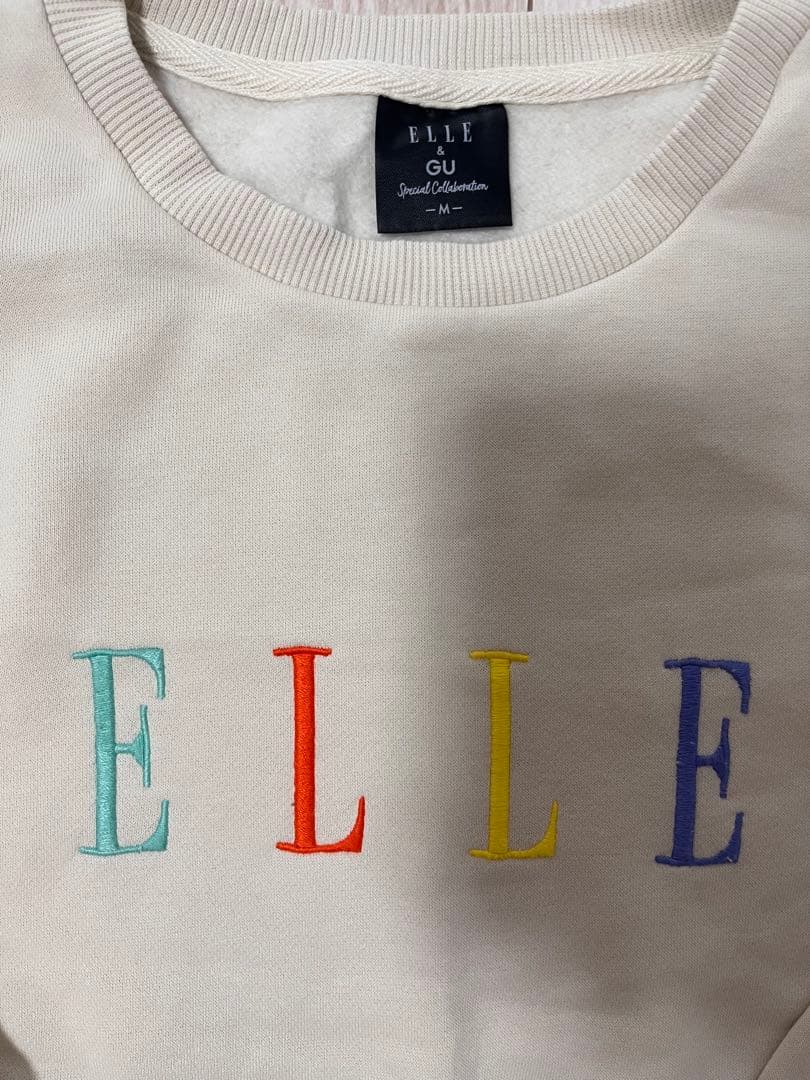 ELLE
&
GU
Special Collaboration
-M-
ELLE